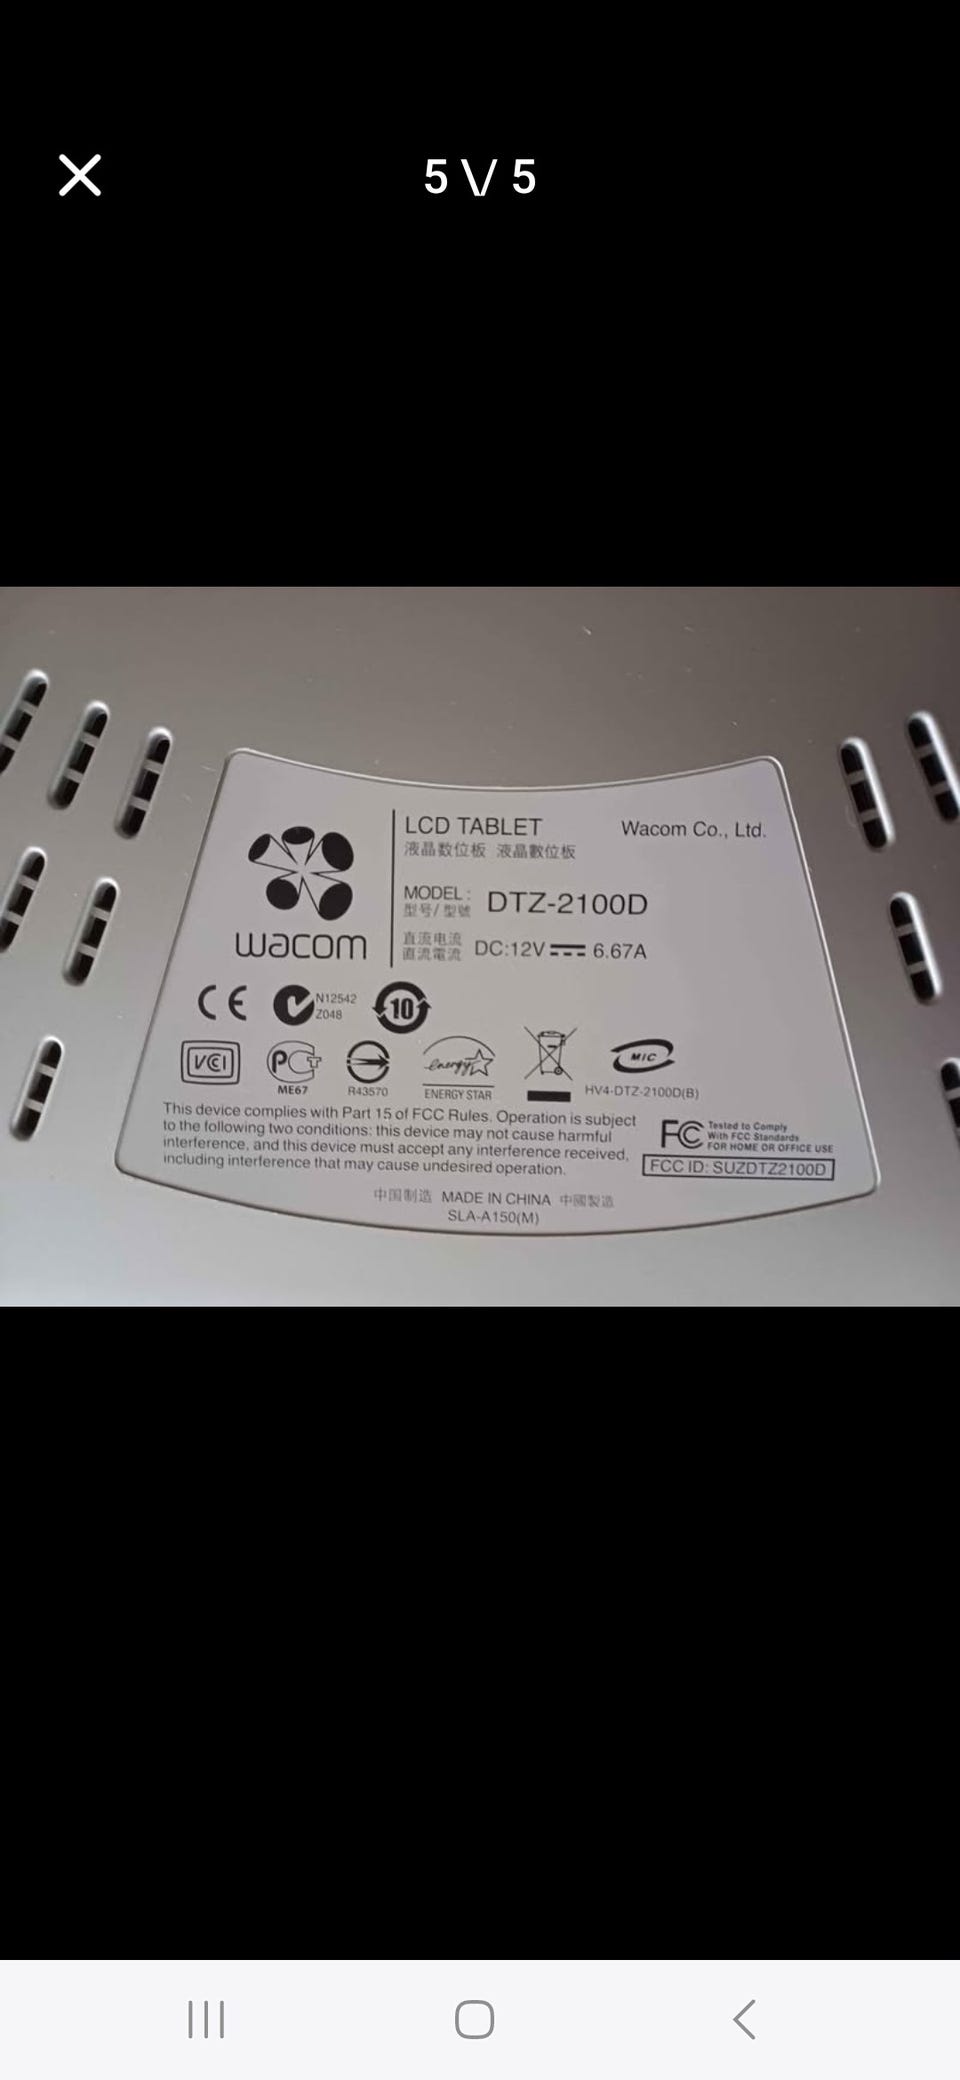 5 \/ 5
LCD TABLET
Wacom Co., Ltd.
液晶数位板 液晶數位板
MODEL:
型号/型號
DTZ-2100D
wacom
直流电流
直流電流
DC:12V 6.67A
CE
N12542
Z048
10
VCI
PCT
ME67
R43570
energy
ENERGY STAR
MIC
HV4-DTZ-2100D(B)
This device complies with Part 15 of FCC Rules. Operation is subject
to the following two conditions: this device may not cause harmful
interference, and this device must accept any interference received,
including interference that may cause undesired operation.
FC
Tested to Comply
With FCC Standards
FOR HOME OR OFFICE USE
FCC ID: SUZDTZ2100D
中国制造 MADE IN CHINA 中國製造
SLA-A150(M)